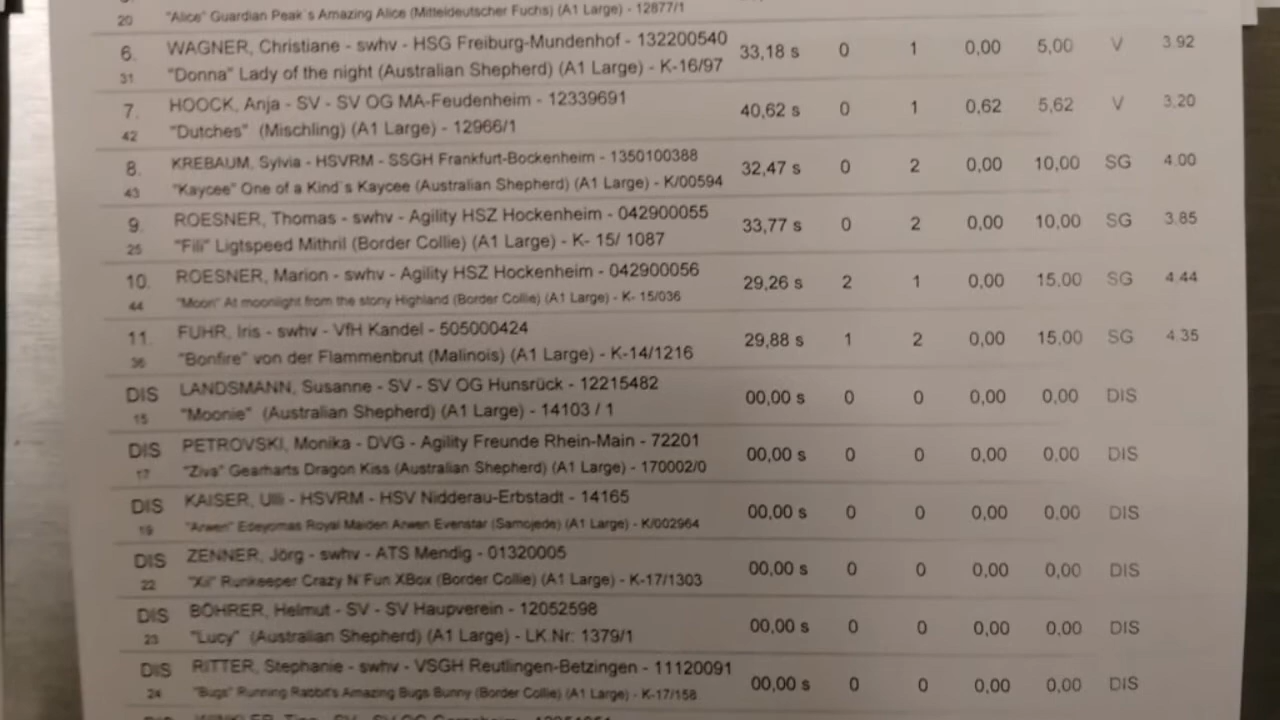 20 "Alice" Guardian Peak´s Amazing Alice (Mitteldeutscher Fuchs) (A1 Large) - 12877/1
6. WAGNER, Christiane - swhv - HSG Freiburg-Mundenhof - 132200540 33,18 s 0 1 0,00 5,00 V 3.92
31 "Donna" Lady of the night (Australian Shepherd) (A1 Large) - K-16/97
7. HOOCK, Anja - SV - SV OG MA-Feudenheim - 12339691 40,62 s 0 1 0,62 5,62 V 3,20
42 "Dutches" (Mischling) (A1 Large) - 12966/1
8. KREBAUM, Sylvia - HSVRM - SSGH Frankfurt-Bockenheim - 1350100388 32,47 s 0 2 0,00 10,00 SG 4.00
43 "Kaycee" One of a Kind´s Kaycee (Australian Shepherd) (A1 Large) - K/00594
9. ROESNER, Thomas - swhv - Agility HSZ Hockenheim - 042900055 33,77 s 0 2 0,00 10,00 SG 3.85
25 "Fili" Ligtspeed Mithril (Border Collie) (A1 Large) - K- 15/ 1087
10. ROESNER, Marion - swhv - Agility HSZ Hockenheim - 042900056 29,26 s 2 1 0,00 15,00 SG 4.44
44 "Moon" At moonlight from the stony Highland (Border Collie) (A1 Large) - K- 15/036
11. FUHR, Iris - swhv - VfH Kandel - 505000424 29,88 s 1 2 0,00 15,00 SG 4.35
36 "Bonfire" von der Flammenbrut (Malinois) (A1 Large) - K-14/1216
DIS LANDSMANN, Susanne - SV - SV OG Hunsrück - 12215482 00,00 s 0 0 0,00 0,00 DIS
15 "Moonie" (Australian Shepherd) (A1 Large) - 14103 / 1
DIS PETROVSKI, Monika - DVG - Agility Freunde Rhein-Main - 72201 00,00 s 0 0 0,00 0,00 DIS
17 "Ziva" Gearharts Dragon Kiss (Australian Shepherd) (A1 Large) - 170002/0
DIS KAISER, Ulli - HSVRM - HSV Nidderau-Erbstadt - 14165 00,00 s 0 0 0,00 0,00 DIS
19 "Arwen" Edeyomas Royal Maiden Arwen Evenstar (Samojede) (A1 Large) - K/002964
DIS ZENNER, Jörg - swhv - ATS Mendig - 01320005 00,00 s 0 0 0,00 0,00 DIS
22 "Xil" Runkeeper Crazy N´Fun XBox (Border Collie) (A1 Large) - K-17/1303
DIS BÖHRER, Helmut - SV - SV Haupverein - 12052598 00,00 s 0 0 0,00 0,00 DIS
23 "Lucy" (Australian Shepherd) (A1 Large) - LK.Nr: 1379/1
DIS RITTER, Stephanie - swhv - VSGH Reutlingen-Betzingen - 11120091 00,00 s 0 0 0,00 0,00 DIS
24 "Bugs" Running Rabbit's Amazing Bugs Bunny (Border Collie) (A1 Large) - K-17/158